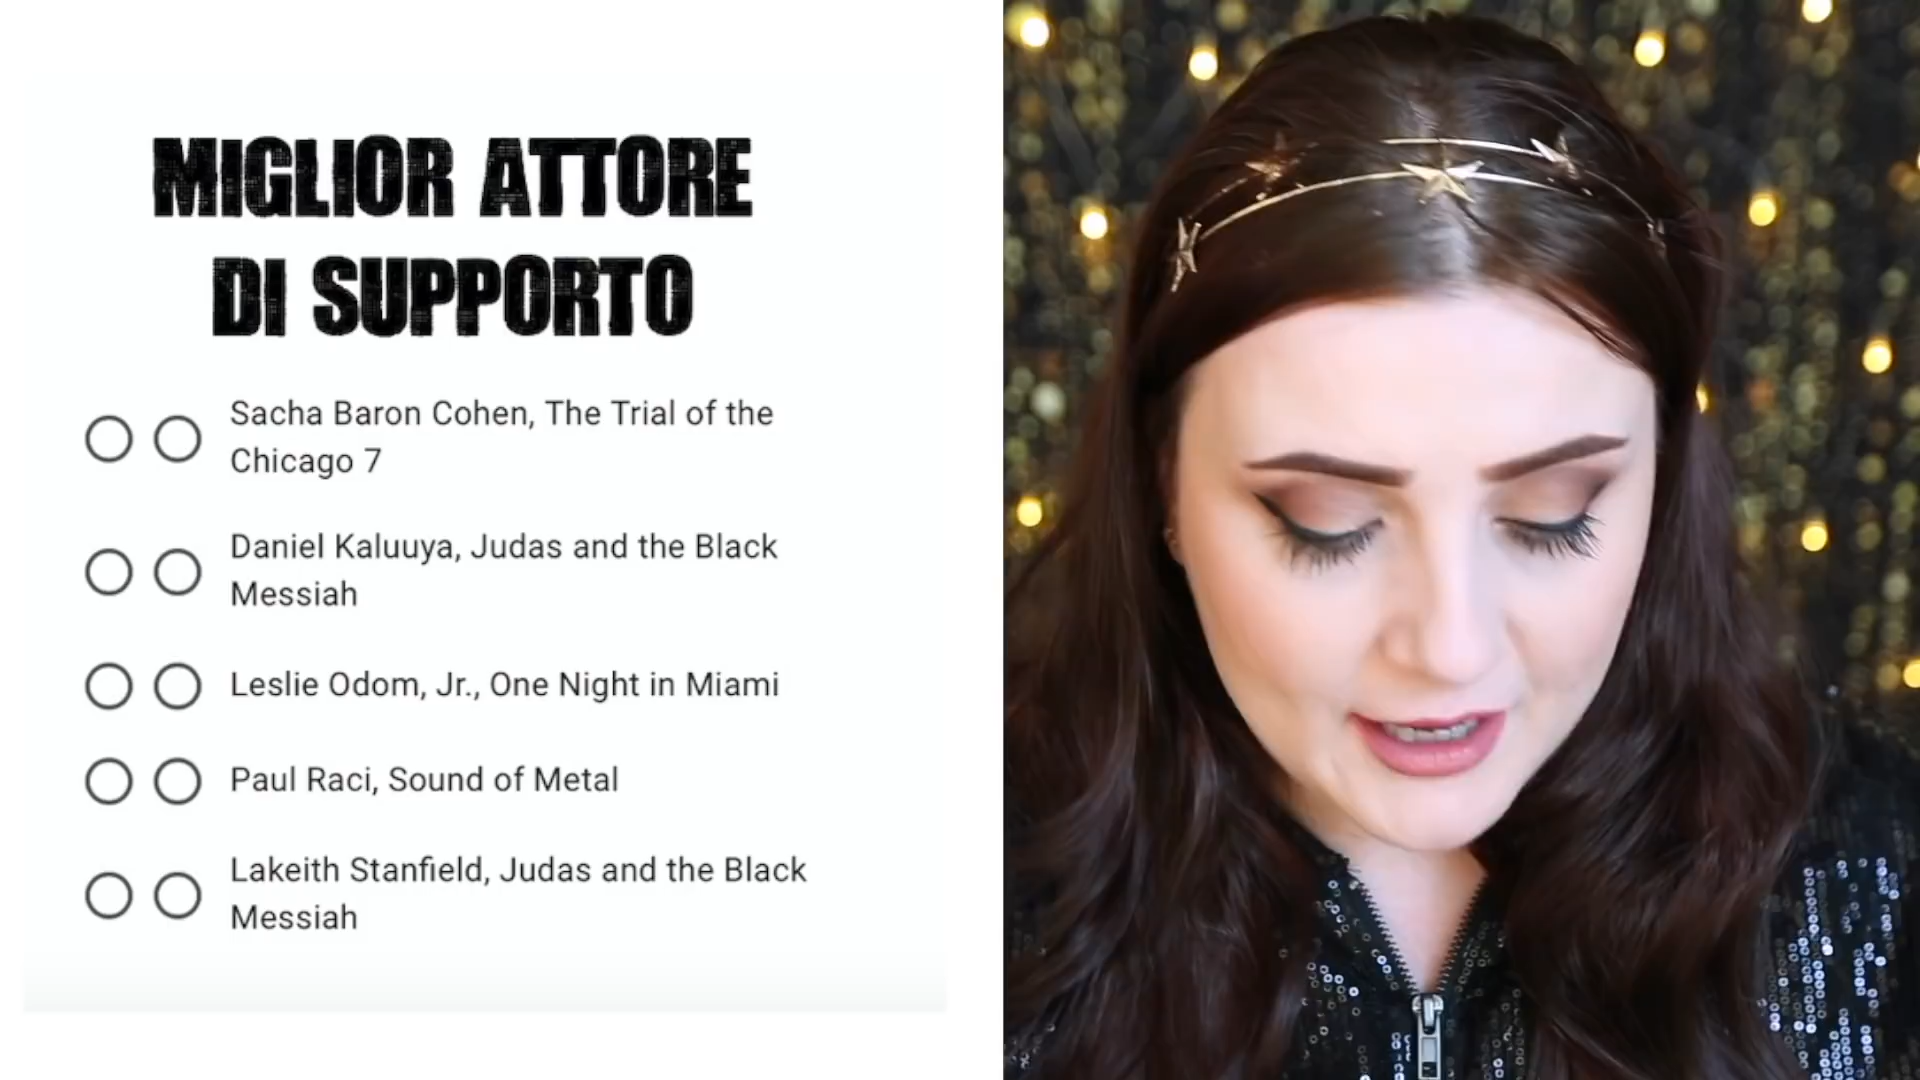 MIGLIOR ATTORE
DI SUPPORTO
Sacha Baron Cohen, The Trial of the
Chicago 7
Daniel Kaluuya, Judas and the Black
Messiah
Leslie Odom, Jr., One Night in Miami
Paul Raci, Sound of Metal
Lakeith Stanfield, Judas and the Black
Messiah